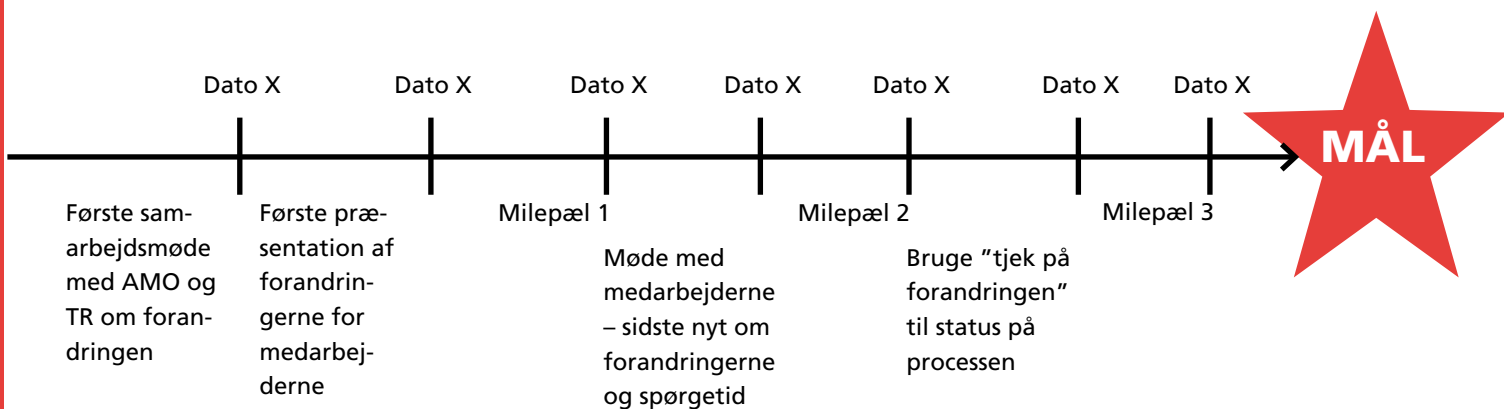 Dato X
Dato X
Dato X
Dato X
Dato X
Dato X
Dato X
MÅL
Første sam-
arbejdsmøde
med AMO og
TR om foran-
dringen
Første præ-
sentation af
forandrin-
gerne for
medarbej-
derne
Milepæl 1
Møde med
medarbejderne
– sidste nyt om
forandringerne
og spørgetid
Milepæl 2
Bruge ”tjek på
forandringen”
til status på
processen
Milepæl 3